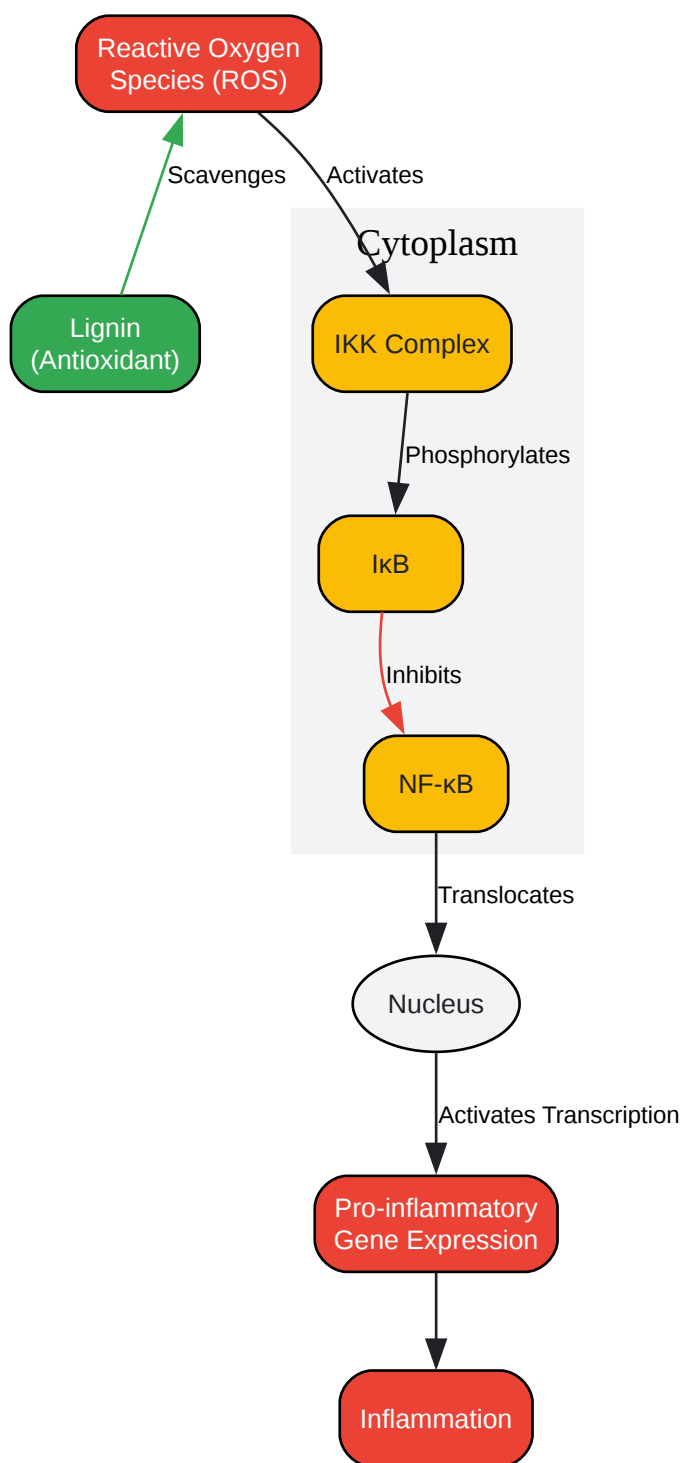 Reactive Oxygen
Species (ROS)
Scavenges
Activates
Cytoplasm
Lignin
(Antioxidant)
IKK Complex
Phosphorylates
IκB
Inhibits
NF-κB
Translocates
Nucleus
Activates Transcription
Pro-inflammatory
Gene Expression
Inflammation